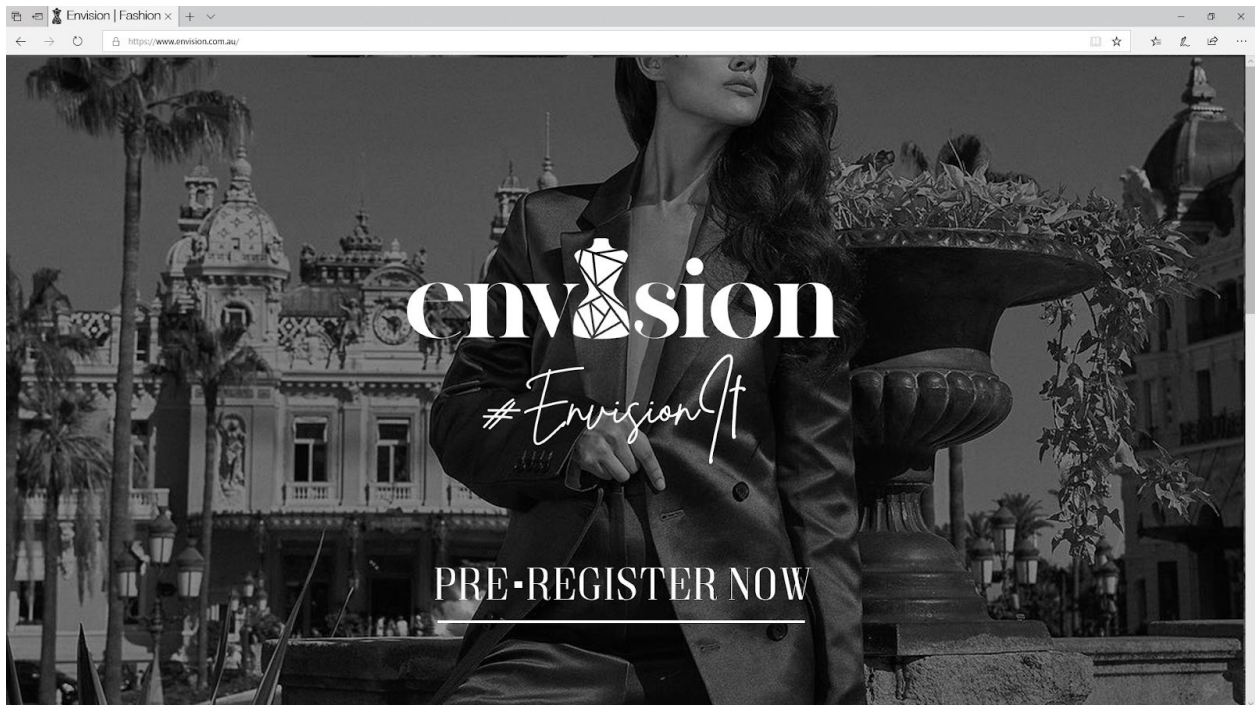 Envision | Fashion
https://www.envision.com.au/
envision
#EnvisionIt
PRE-REGISTER NOW